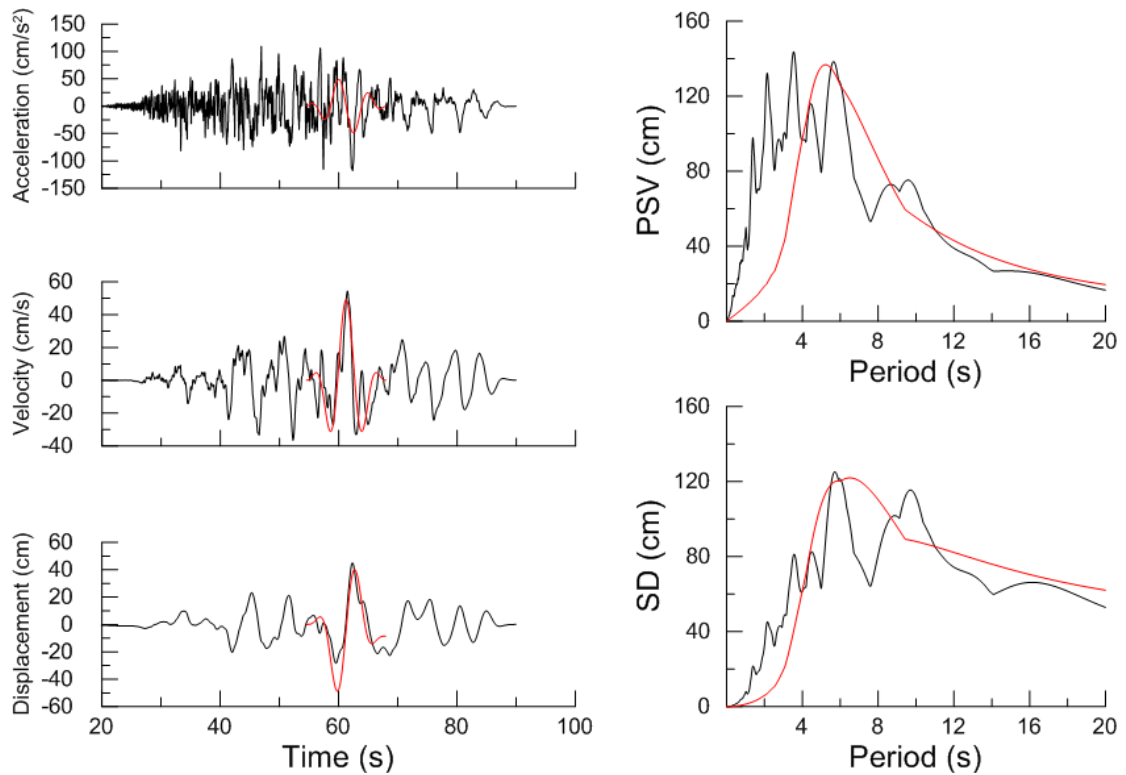 150
100
50
0
-50
-100
-150
Acceleration (cm/s²)
60
40
20
0
-20
-40
Velocity (cm/s)
60
40
20
0
-20
-40
-60
Displacement (cm)
20 40 60 80 100
Time (s)
160
120
80
40
0
PSV (cm)
0 4 8 12 16 20
Period (s)
160
120
80
40
0
SD (cm)
0 4 8 12 16 20
Period (s)